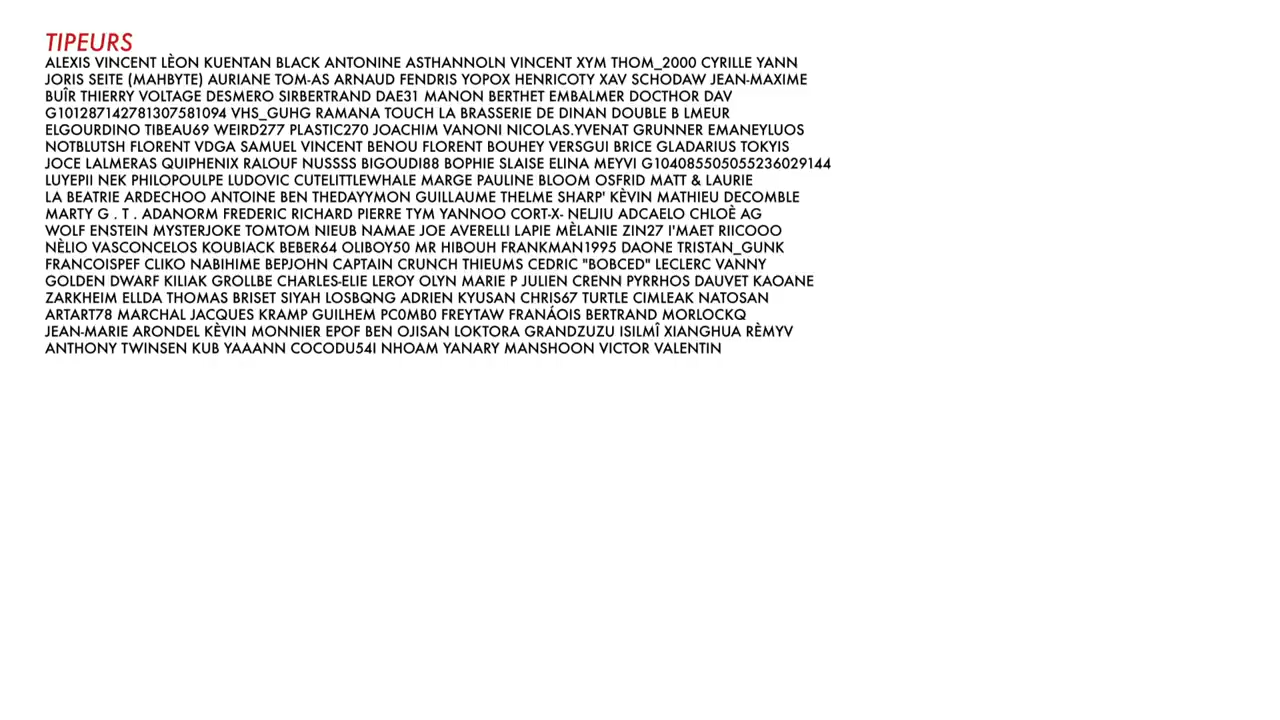 TIPEURS
ALEXIS VINCENT LÈON KUENTAN BLACK ANTONINE ASTHANNOLN VINCENT XYM THOM_2000 CYRILLE YANN
JORIS SEITE (MAHBYTE) AURIANE TOM-AS ARNAUD FENDRIS YOPOX HENRICOTY XAV SCHODAW JEAN-MAXIME
BUÎR THIERRY VOLTAGE DESMERO SIRBERTRAND DAE31 MANON BERTHET EMBALMER DOCTHOR DAV
G101287142781307581094 VHS_GUHG RAMANA TOUCH LA BRASSERIE DE DINAN DOUBLE B LMEUR
ELGOURDINO TIBEAU69 WEIRD277 PLASTIC270 JOACHIM VANONI NICOLAS.YVENAT GRUNNER EMANEYLUOS
NOTBLUTSH FLORENT VDGA SAMUEL VINCENT BENOU FLORENT BOUHEY VERSGUI BRICE GLADARIUS TOKYIS
JOCE LALMERAS QUIPHENIX RALOUF NUSSSS BIGOUDI88 BOPHIE SLAISE ELINA MEYVI G104085505055236029144
LUYEPII NEK PHILOPOULPE LUDOVIC CUTELITTLEWHALE MARGE PAULINE BLOOM OSFRID MATT & LAURIE
LA BEATRIE ARDECHOO ANTOINE BEN THEDAYYMON GUILLAUME THELME SHARP' KÈVIN MATHIEU DECOMBLE
MARTY G . T . ADANORM FREDERIC RICHARD PIERRE TYM YANNOO CORT-X- NELJIU ADCAELO CHLOÈ AG
WOLF ENSTEIN MYSTERJOKE TOMTOM NIEUB NAMAE JOE AVERELLI LAPIE MÈLANIE ZIN27 I'MAET RIICOOO
NÈLIO VASCONCELOS KOUBIACK BEBER64 OLIBOY50 MR HIBOUH FRANKMAN1995 DAONE TRISTAN_GUNK
FRANCOISPEF CLIKO NABIHIME BEPJOHN CAPTAIN CRUNCH THIEUMS CEDRIC "BOBCED" LECLERC VANNY
GOLDEN DWARF KILIAK GROLLBE CHARLES-ELIE LEROY OLYN MARIE P JULIEN CRENN PYRRHOS DAUVET KAOANE
ZARKHEIM ELLDA THOMAS BRISET SIYAH LOSBQNG ADRIEN KYUSAN CHRIS67 TURTLE CIMLEAK NATOSAN
ARTART78 MARCHAL JACQUES KRAMP GUILHEM PC0MB0 FREYTAW FRANÁOIS BERTRAND MORLOCKQ
JEAN-MARIE ARONDEL KÈVIN MONNIER EPOF BEN OJISAN LOKTORA GRANDZUZU ISILMÎ XIANGHUA RÈMYV
ANTHONY TWINSEN KUB YAAANN COCODU54I NHOAM YANARY MANSHOON VICTOR VALENTIN